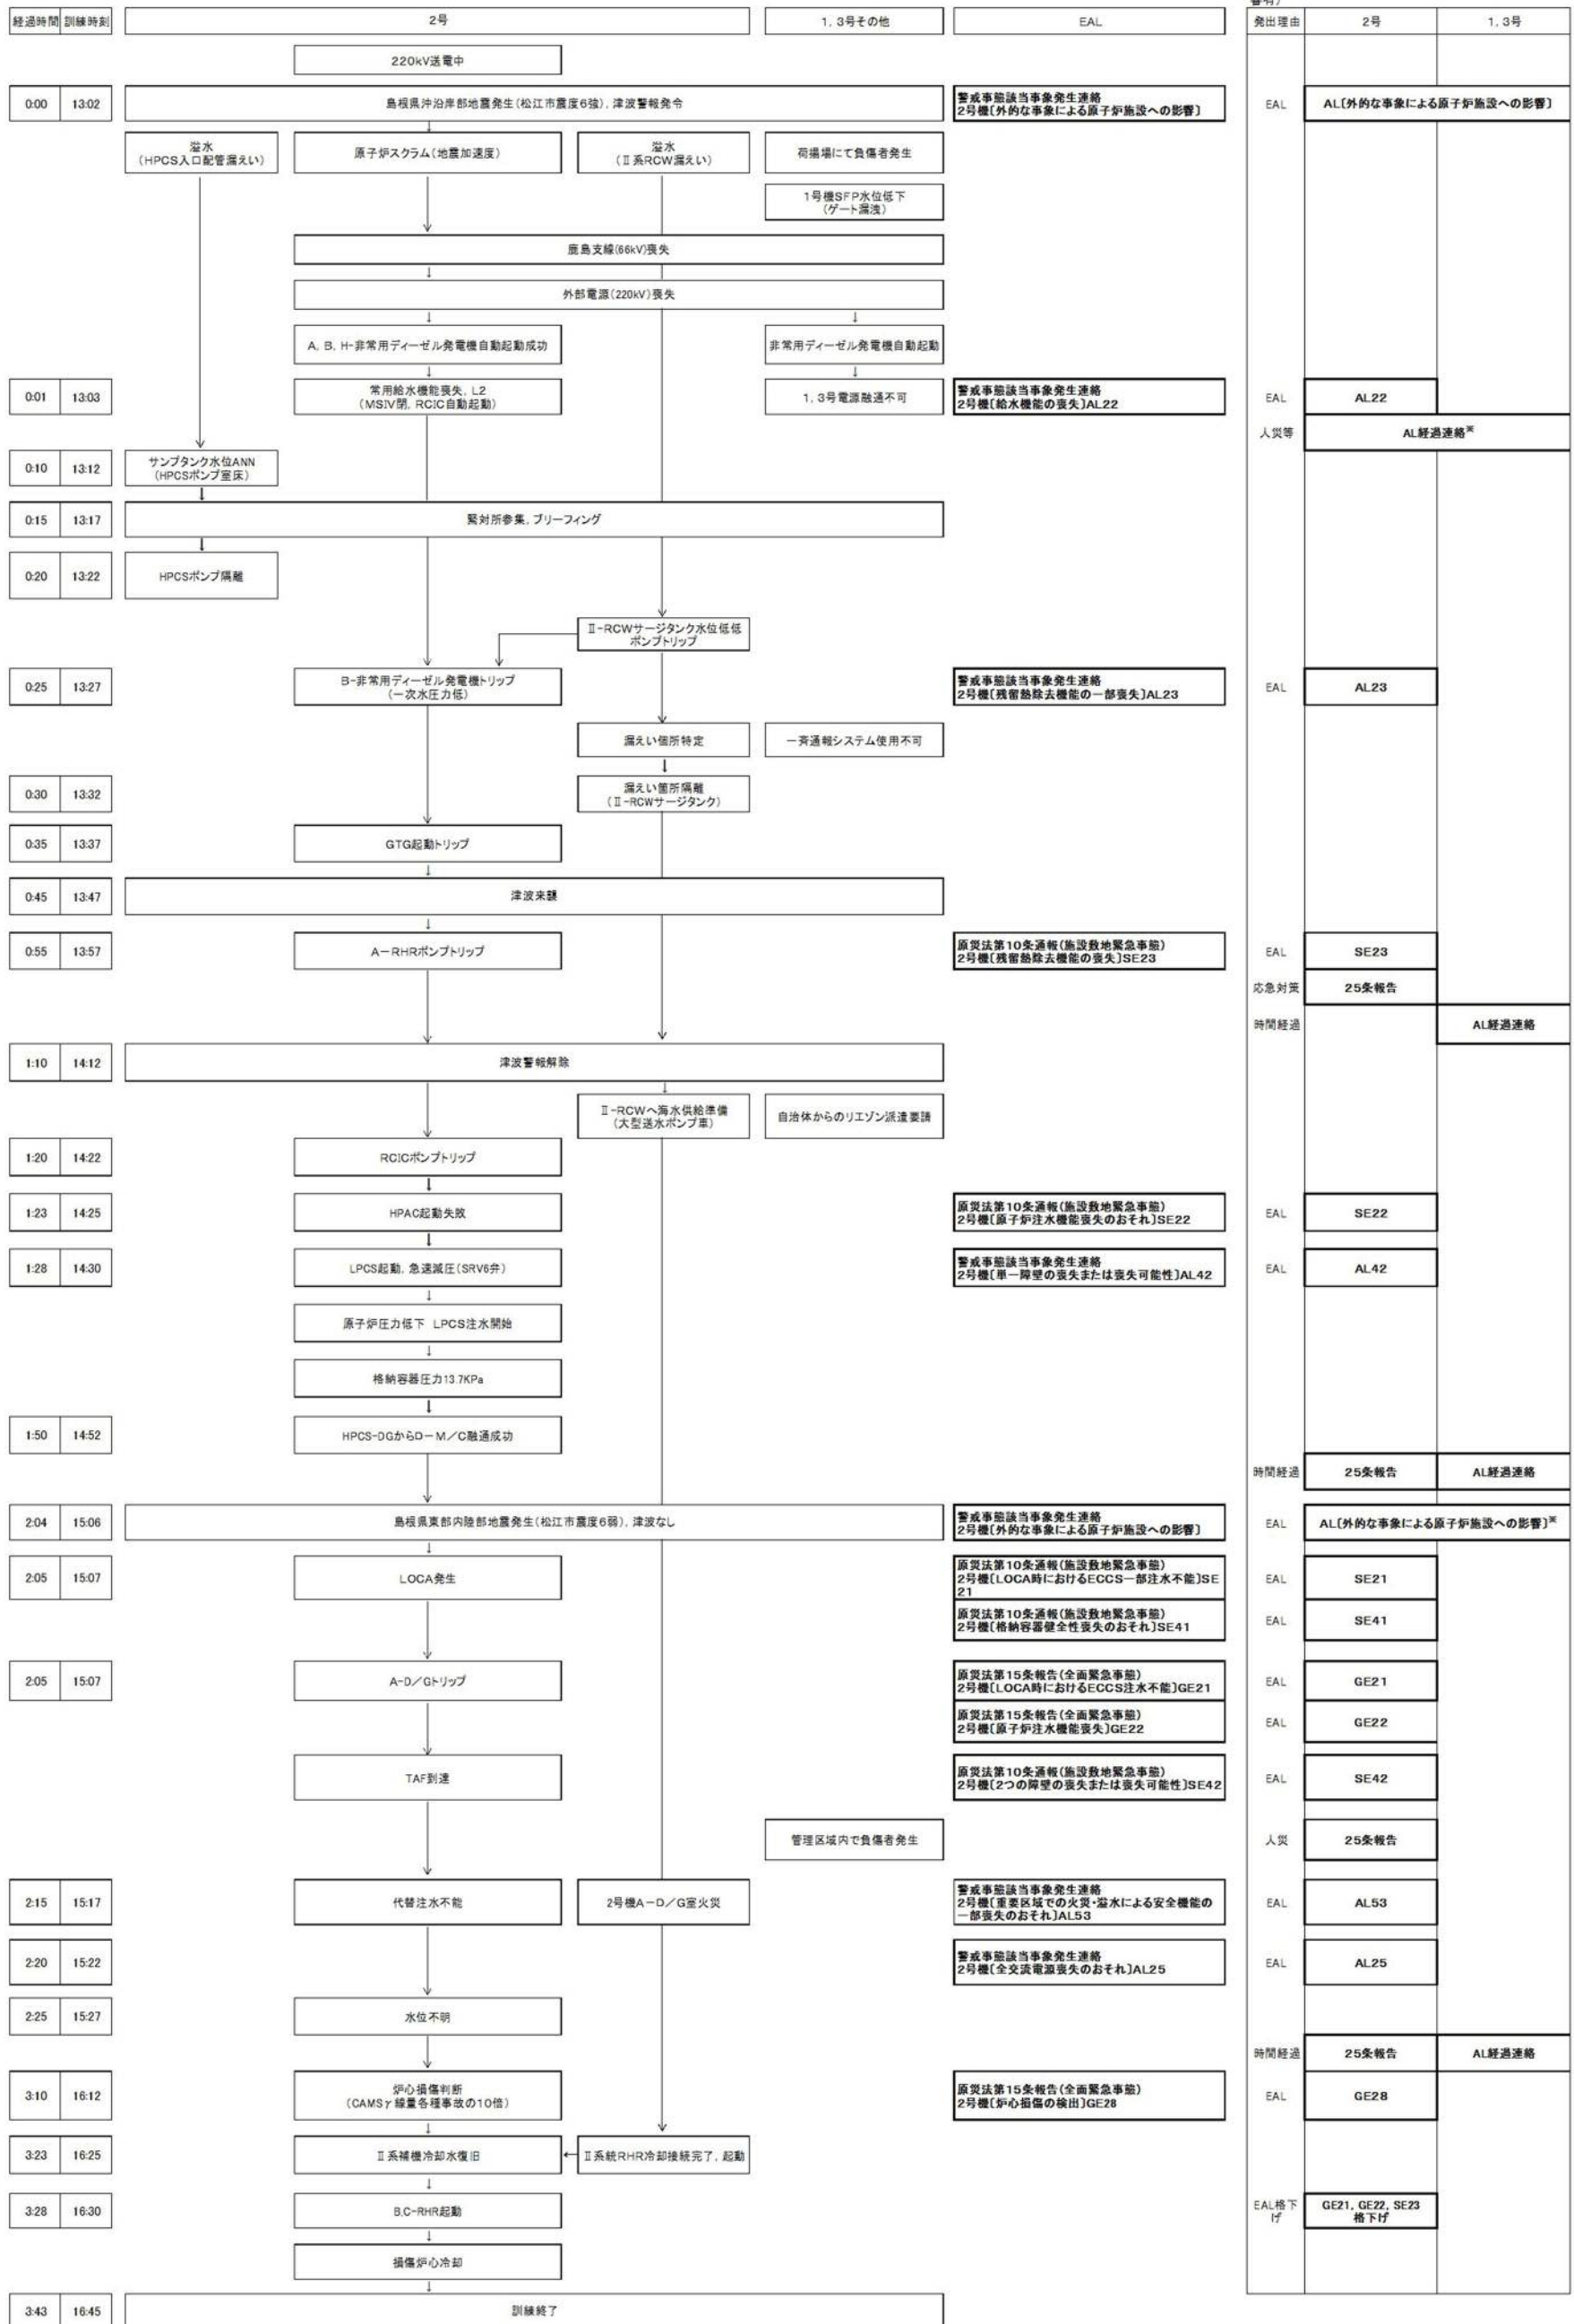 審有）
経過時間 訓練時刻 2号 1, 3号その他 EAL 発出理由 2号 1, 3号
220kV送電中
0:00 13:02 島根県沖沿岸部地震発生(松江市震度6強), 津波警報発令 警戒事態該当事象発生連絡
2号機〔外的な事象による原子炉施設への影響〕
EAL AL〔外的な事象による原子炉施設への影響〕
溢水
（HPCS入口配管漏えい）
原子炉スクラム（地震加速度）
溢水
（Ⅱ系RCW漏えい）
荷揚場にて負傷者発生
1号機SFP水位低下
（ゲート漏洩）
鹿島支線(66kV)喪失
外部電源（220kV）喪失
A, B, H-非常用ディーゼル発電機自動起動成功
非常用ディーゼル発電機自動起動
0:01 13:03 常用給水機能喪失, L2
（MSIV閉, RCIC自動起動）
1, 3号電源融通不可
警戒事態該当事象発生連絡
2号機〔給水機能の喪失〕AL22
EAL AL22
人災等 AL経過連絡※
0:10 13:12 サンプタンク水位ANN
（HPCSポンプ室床）
0:15 13:17 緊対所参集, ブリーフィング
0:20 13:22 HPCSポンプ隔離
Ⅱ-RCWサージタンク水位低低
ポンプトリップ
0:25 13:27 B-非常用ディーゼル発電機トリップ
（一次水圧力低）
警戒事態該当事象発生連絡
2号機〔残留熱除去機能の一部喪失〕AL23
EAL AL23
漏えい個所特定
一斉通報システム使用不可
0:30 13:32 漏えい箇所隔離
（Ⅱ-RCWサージタンク）
0:35 13:37 GTG起動トリップ
0:45 13:47 津波来襲
0:55 13:57 A－RHRポンプトリップ
原災法第10条通報(施設敷地緊急事態)
2号機〔残留熱除去機能の喪失〕SE23
EAL SE23
応急対策 25条報告
時間経過 AL経過連絡
1:10 14:12 津波警報解除
Ⅱ-RCWへ海水供給準備
（大型送水ポンプ車）
自治体からのリエゾン派遣要請
1:20 14:22 RCICポンプトリップ
1:23 14:25 HPAC起動失敗
原災法第10条通報(施設敷地緊急事態)
2号機〔原子炉注水機能喪失のおそれ〕SE22
EAL SE22
1:28 14:30 LPCS起動, 急速減圧（SRV6弁）
警戒事態該当事象発生連絡
2号機〔単一障壁の喪失または喪失可能性〕AL42
EAL AL42
原子炉圧力低下 LPCS注水開始
格納容器圧力13.7KPa
1:50 14:52 HPCS-DGからD－M／C融通成功
時間経過 25条報告 AL経過連絡
2:04 15:06 島根県東部内陸部地震発生（松江市震度6弱）, 津波なし
警戒事態該当事象発生連絡
2号機〔外的な事象による原子炉施設への影響〕
EAL AL〔外的な事象による原子炉施設への影響〕※
2:05 15:07 LOCA発生
原災法第10条通報(施設敷地緊急事態)
2号機〔LOCA時におけるECCS一部注水不能〕SE
21
EAL SE21
原災法第10条通報(施設敷地緊急事態)
2号機〔格納容器健全性喪失のおそれ〕SE41
EAL SE41
2:05 15:07 A-D／Gトリップ
原災法第15条報告(全面緊急事態)
2号機〔LOCA時におけるECCS注水不能〕GE21
EAL GE21
原災法第15条報告(全面緊急事態)
2号機〔原子炉注水機能喪失〕GE22
EAL GE22
TAF到達
原災法第10条通報(施設敷地緊急事態)
2号機〔2つの障壁の喪失または喪失可能性〕SE42
EAL SE42
管理区域内で負傷者発生
人災 25条報告
2:15 15:17 代替注水不能
2号機A－D／G室火災
警戒事態該当事象発生連絡
2号機〔重要区域での火災・溢水による安全機能の
一部喪失のおそれ〕AL53
EAL AL53
2:20 15:22 警戒事態該当事象発生連絡
2号機〔全交流電源喪失のおそれ〕AL25
EAL AL25
2:25 15:27 水位不明
時間経過 25条報告 AL経過連絡
3:10 16:12 炉心損傷判断
（CAMSγ線量各種事故の10倍）
原災法第15条報告(全面緊急事態)
2号機〔炉心損傷の検出〕GE28
EAL GE28
3:23 16:25 Ⅱ系補機冷却水復旧
Ⅱ系統RHR冷却接続完了, 起動
3:28 16:30 B,C-RHR起動
EAL格下
げ
GE21, GE22, SE23
格下げ
損傷炉心冷却
3:43 16:45 訓練終了